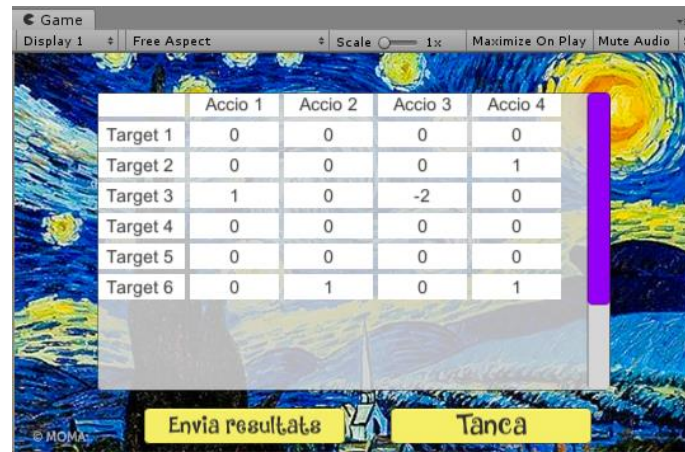 Game
Display 1 Free Aspect Scale 1x Maximize On Play Mute Audio
Accio 1 Accio 2 Accio 3 Accio 4
Target 1 0 0 0 0
Target 2 0 0 0 1
Target 3 1 0 -2 0
Target 4 0 0 0 0
Target 5 0 0 0 0
Target 6 0 1 0 1
Envia resultats Tanca
© MOMA